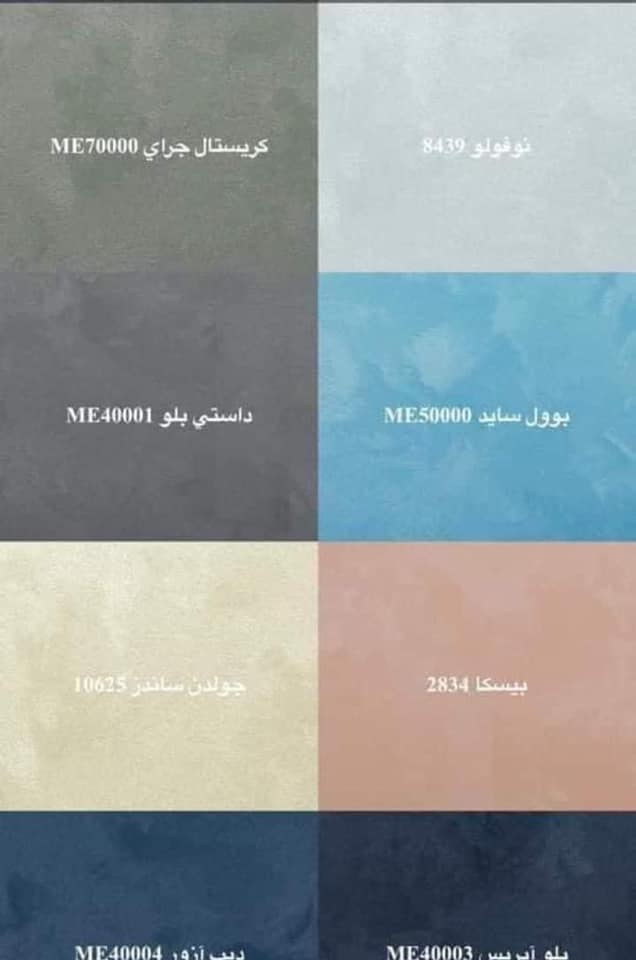 نوفولو 8439
كريستال جراي ME70000
بوول سايد ME50000
داستي بلو ME40001
بيسكا 2834
جولدن ساندز 10625
بلو آيريس ME40003
ديب آزور ME40004